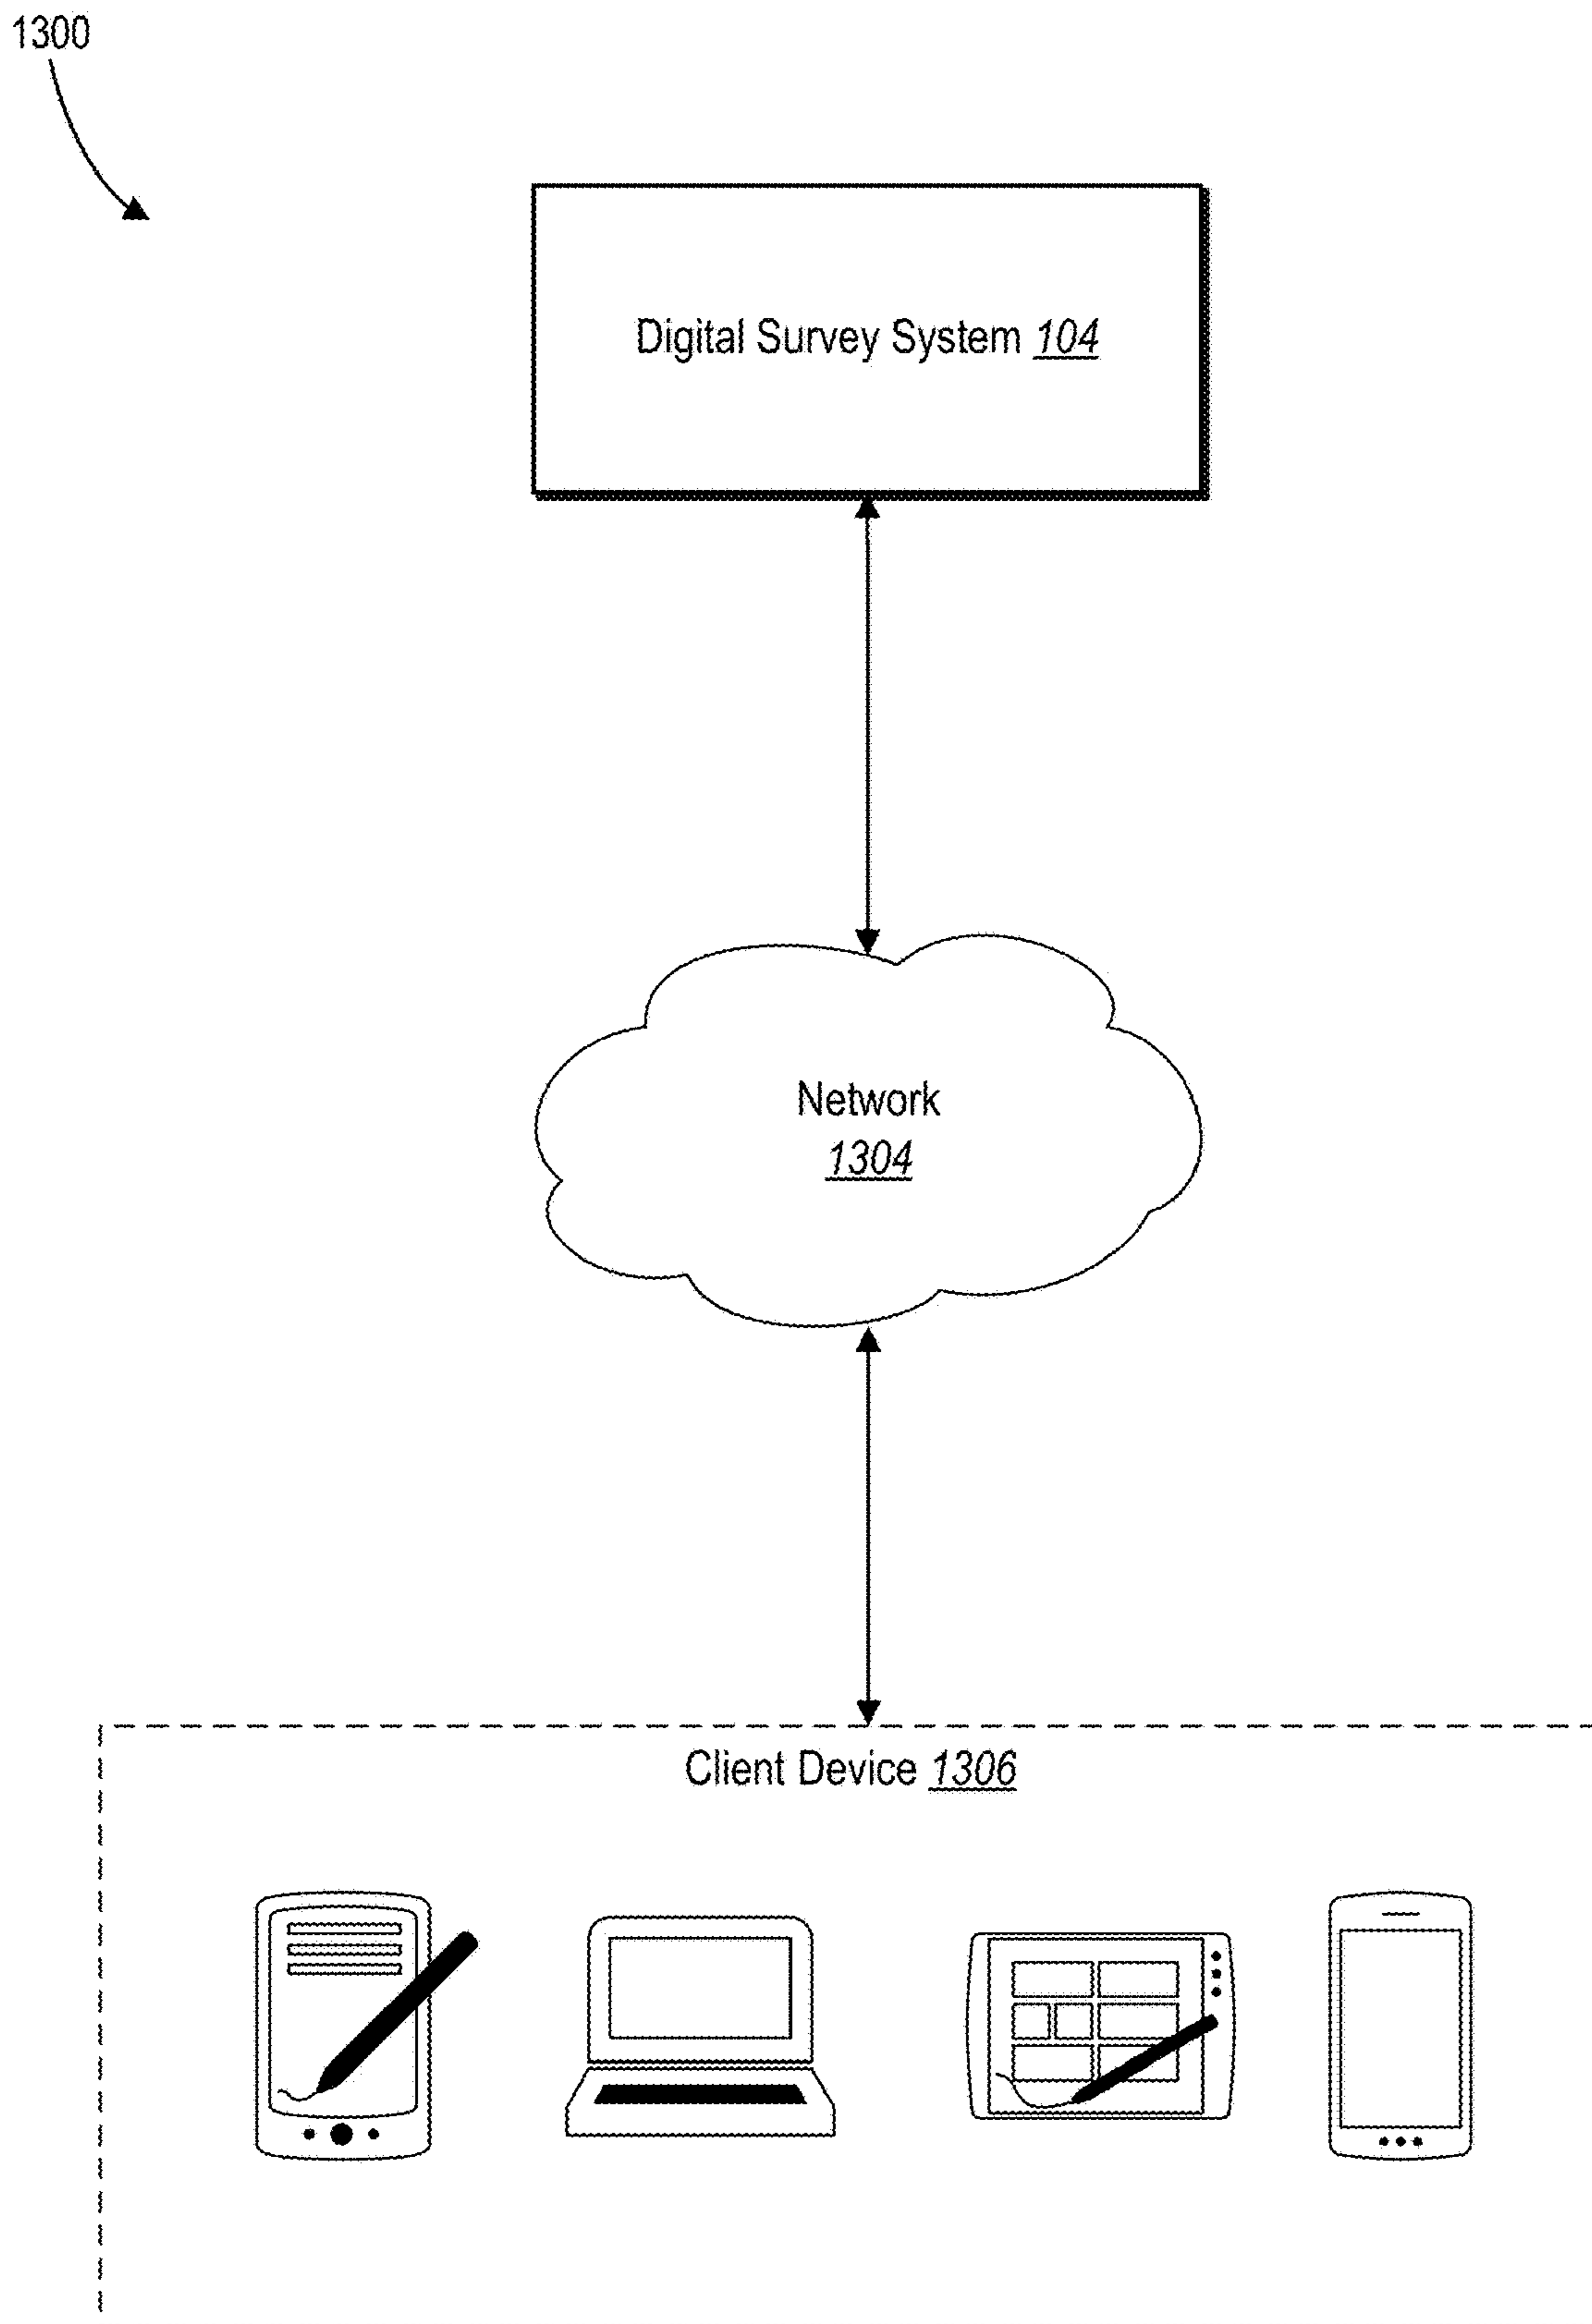 1300
Digital Survey System 104
Network
1304
Client Device 1306